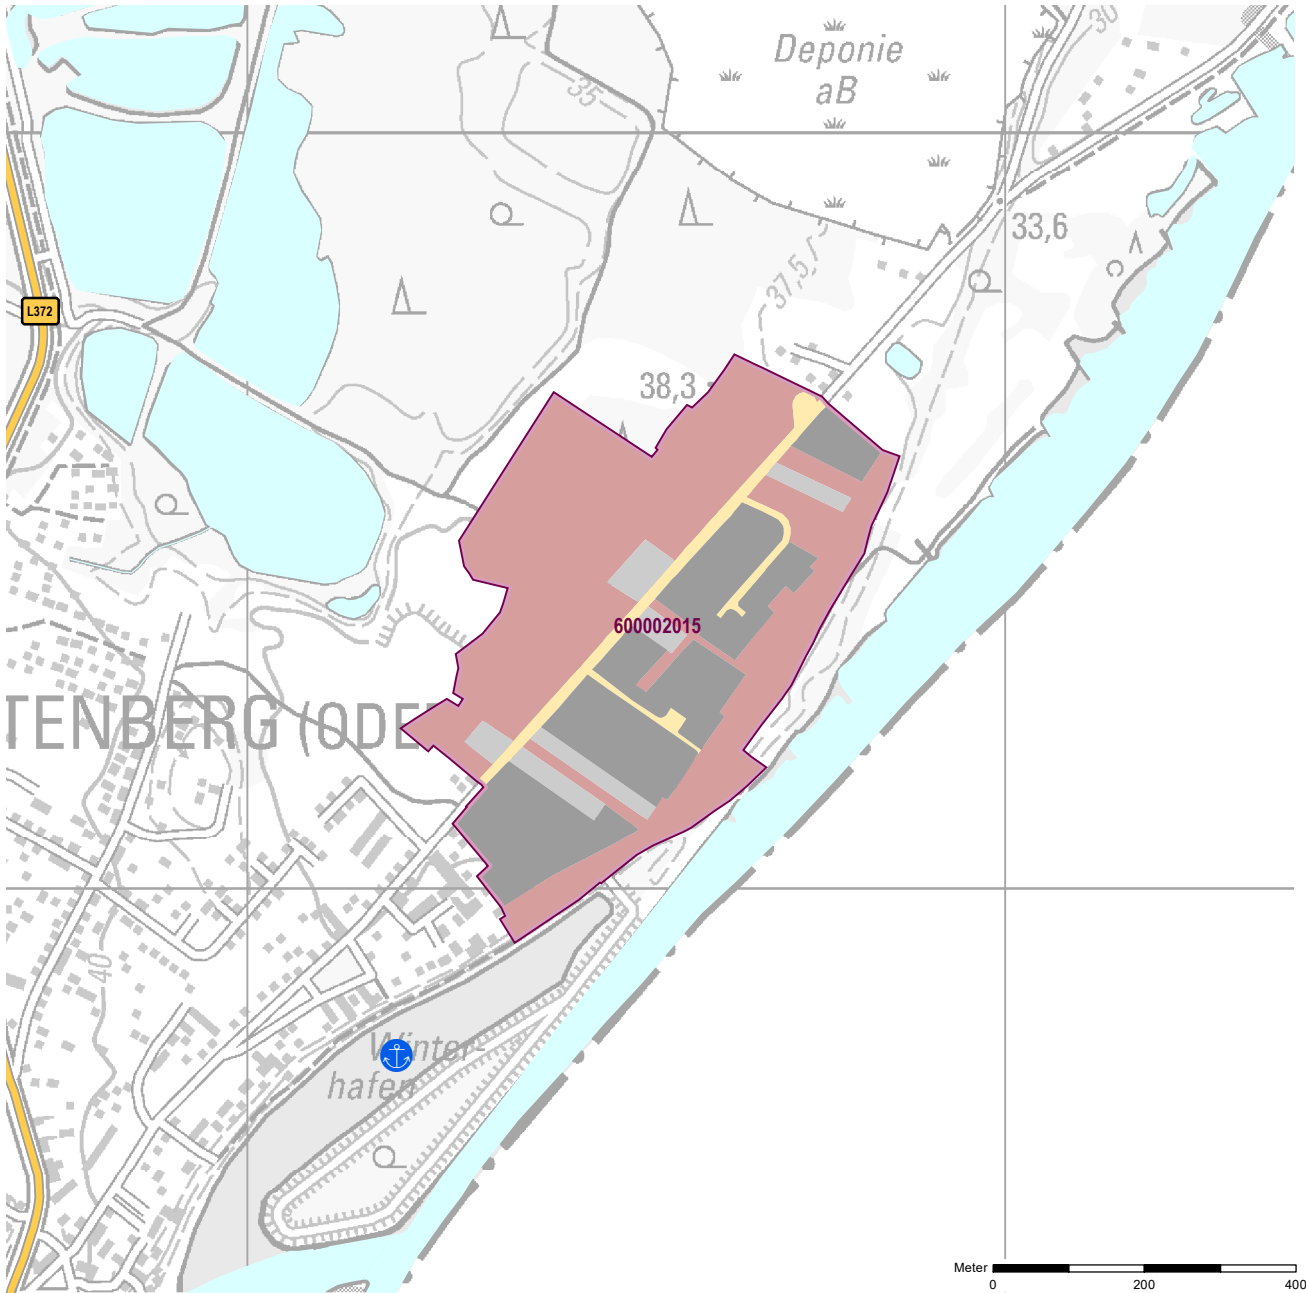 Deponie
aB
30
35
33,6
37,5
L372
38,3
600002015
TENBERG (ODE
40
Winter-
hafen
Meter
0 200 400